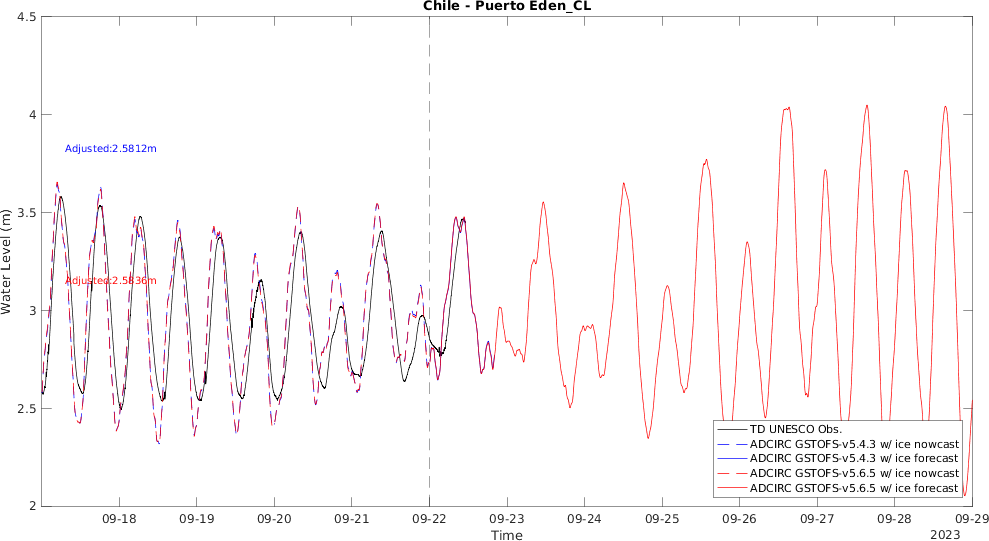 Chile - Puerto Eden_CL
4.5
4
3.5
3
2.5
2
Water Level (m)
Adjusted:2.5812m
Adjusted:2.5836m
TD UNESCO Obs.
ADCIRC GSTOFS-v5.4.3 w/ ice nowcast
ADCIRC GSTOFS-v5.4.3 w/ ice forecast
ADCIRC GSTOFS-v5.6.5 w/ ice nowcast
ADCIRC GSTOFS-v5.6.5 w/ ice forecast
09-18 09-19 09-20 09-21 09-22 09-23 09-24 09-25 09-26 09-27 09-28 09-29
Time
2023